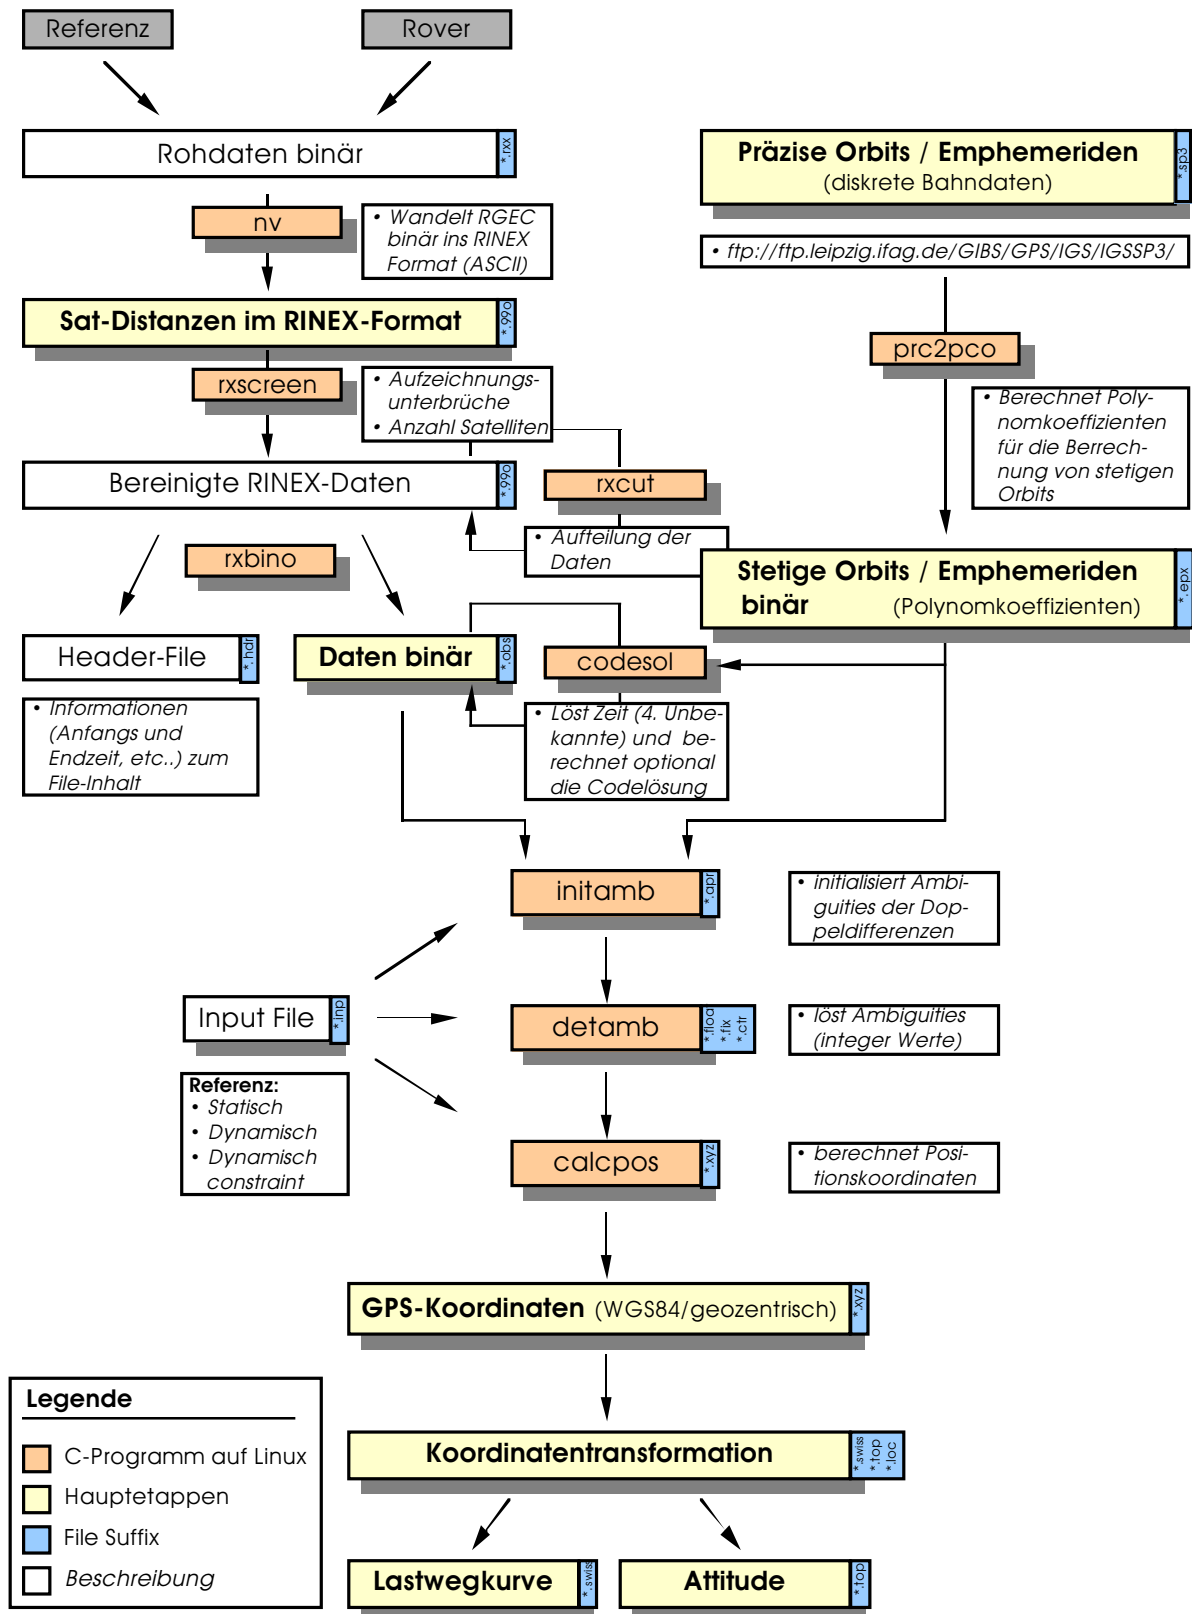 Referenz
Rover
Rohdaten binär
*.rxx
Präzise Orbits / Emphemeriden
(diskrete Bahndaten)
*.sp3
nv
• Wandelt RGEC
binär ins RINEX
Format (ASCII)
• ftp://ftp.leipzig.ifag.de/GIBS/GPS/IGS/IGSSP3/
Sat-Distanzen im RINEX-Format
*.99o
prc2pco
rxscreen
• Aufzeichnungs-
unterbrüche
• Anzahl Satelliten
• Berechnet Poly-
nomkoeffizienten
für die Berrech-
nung von stetigen
Orbits
Bereinigte RINEX-Daten
*.99o
rxcut
• Aufteilung der
Daten
rxbino
Stetige Orbits / Emphemeriden
binär (Polynomkoeffizienten)
*.epx
Header-File
*.hdr
Daten binär
*.obs
codesol
• Informationen
(Anfangs und
Endzeit, etc..) zum
File-Inhalt
• Löst Zeit (4. Unbe-
kannte) und be-
rechnet optional
die Codelösung
initamb
*.apr
• initialisiert Ambi-
guities der Dop-
peldifferenzen
Input File
*.inp
detamb
*.floa
*.fix
*.ctr
• löst Ambiguities
(integer Werte)
Referenz:
• Statisch
• Dynamisch
• Dynamisch
constraint
calcpos
*.xyz
• berechnet Posi-
tionskoordinaten
GPS-Koordinaten (WGS84/geozentrisch)
*.xyz
Koordinatentransformation
*.swiss
*.top
*.loc
Lastwegkurve
*.swiss
Attitude
*.top
Legende
C-Programm auf Linux
Hauptetappen
File Suffix
Beschreibung